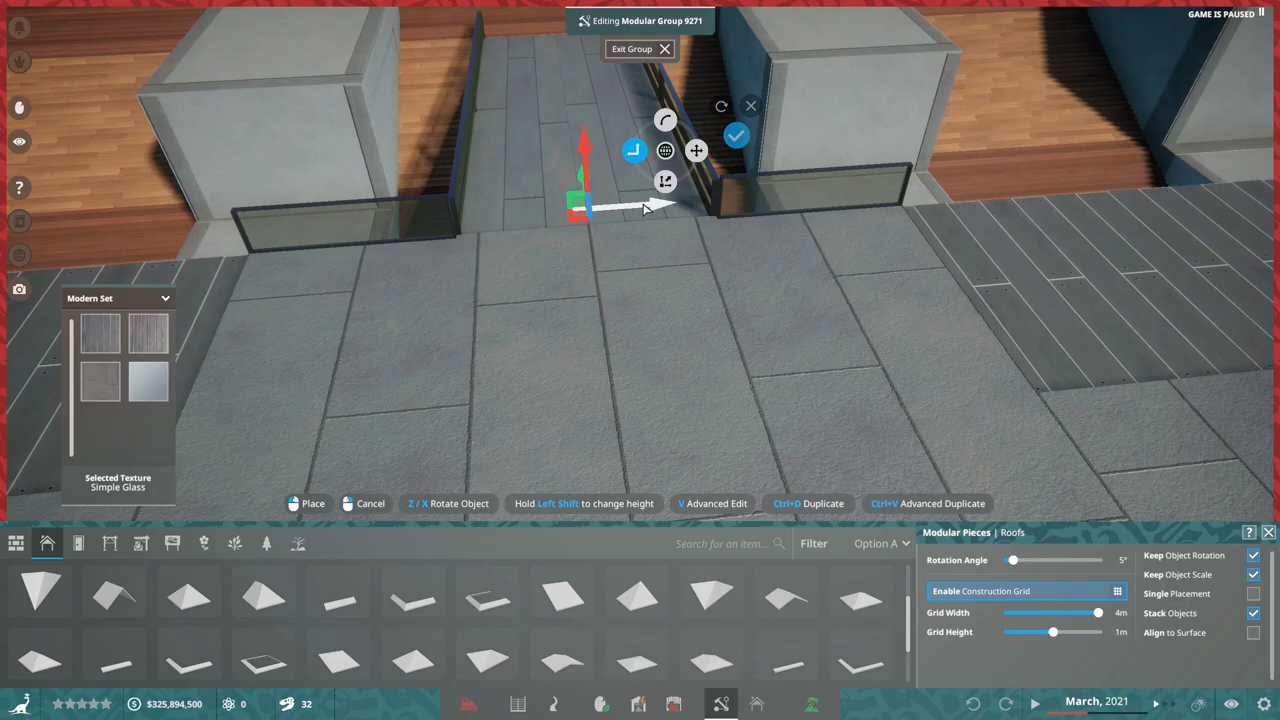 Editing Modular Group 9271
GAME IS PAUSED
Exit Group
?
Modern Set
Selected Texture
Simple Glass
Place
Cancel
Z / X Rotate Object
Hold Left Shift to change height
V Advanced Edit
Ctrl+D Duplicate
Ctrl+V Advanced Duplicate
Search for an item...
Filter
Option A
Modular Pieces | Roofs
?
Rotation Angle
5°
Enable Construction Grid
Grid Width
4m
Grid Height
1m
Keep Object Rotation
Keep Object Scale
Single Placement
Stack Objects
Align to Surface
$325,894,500
0
32
March, 2021